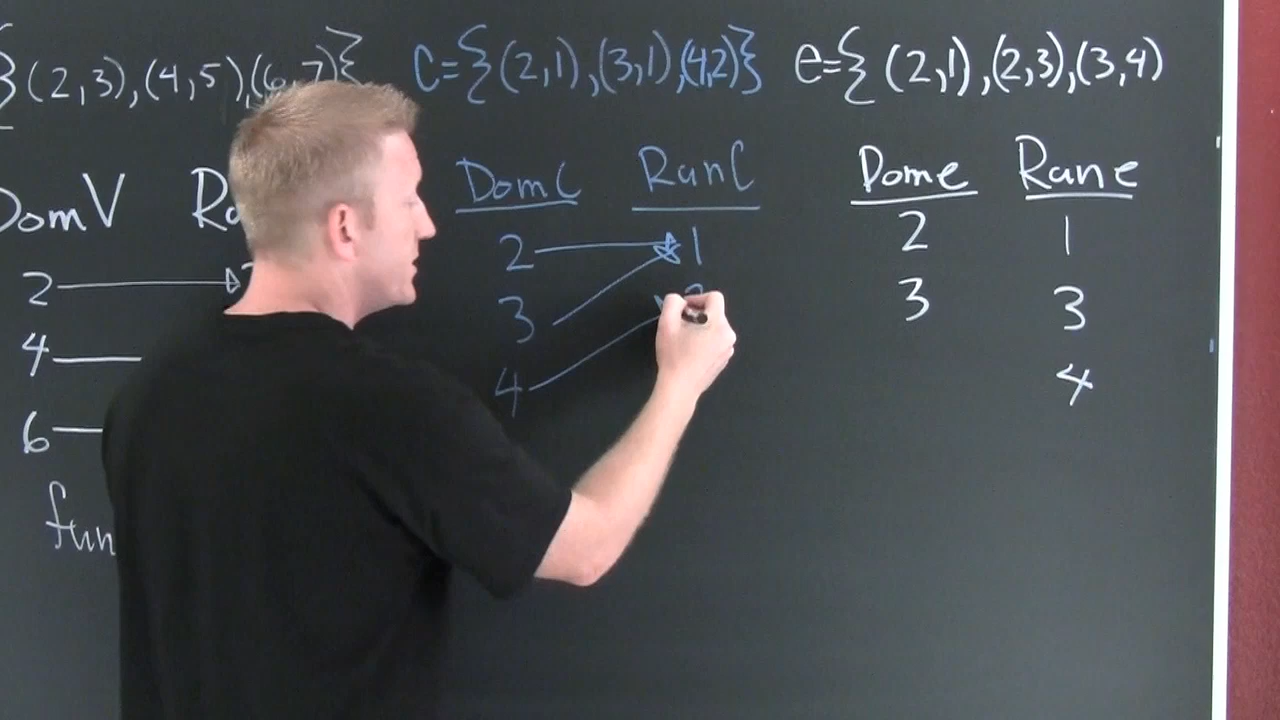 }(2,3),(4,5),(6,7)} C={(2,1),(3,1),(4,2)} e={(2,1),(2,3),(3,4)
DomV DomC RanC Dome Rane
2 2 1 2 1
4 3 3 3
6 4 4
fun